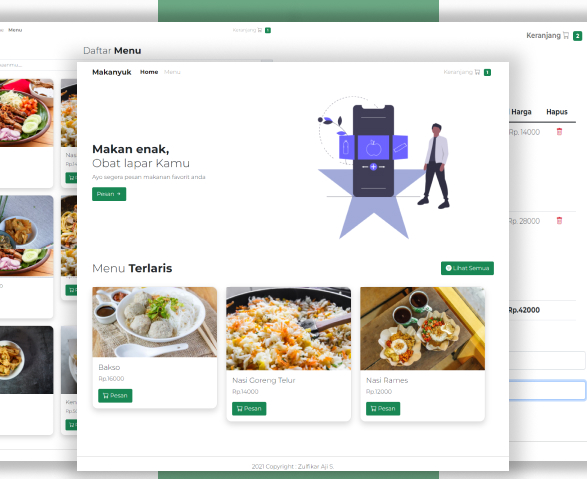 Menu
Keranjang 1
Keranjang 2
Daftar Menu
Makanyuk Home Menu
Keranjang 1
Harga Hapus
Rp. 14000
Makan enak,
Obat lapar Kamu
Ayo segera pesan makanan favorit anda
Pesan
Rp. 28000
Menu Terlaris
Lihat Semua
Rp.42000
Bakso
Rp.16000
Pesan
Nasi Goreng Telur
Rp.14000
Pesan
Nasi Rames
Rp.12000
Pesan
2021 Copyright : Zulfikar Aji S.